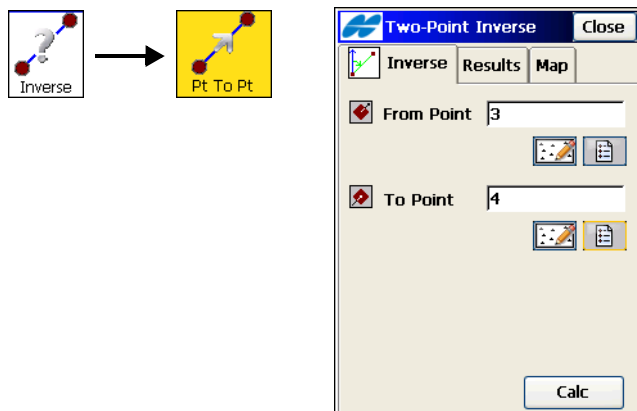 Inverse
Pt To Pt
Two-Point Inverse Close
Inverse Results Map
From Point 3
To Point 4
Calc